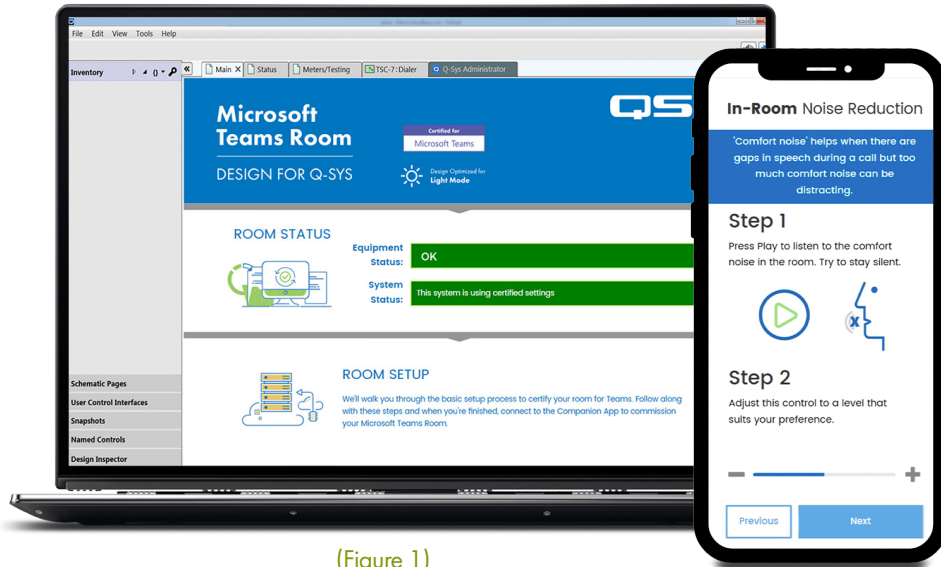 File Edit View Tools Help
Inventory
Main X Status Meters/Testing TSC-7:Dialer Q-Sys Administrator
Microsoft
Teams Room
DESIGN FOR Q-SYS
QS
Certified for
Microsoft Teams
Design Optimized for
Light Mode
ROOM STATUS
Equipment
Status:
OK
System
Status:
This system is using certified settings
ROOM SETUP
We'll walk you through the basic setup process to certify your room for Teams. Follow along
with these steps and when you're finished, connect to the Companion App to commission
your Microsoft Teams Room.
Schematic Pages
User Control Interfaces
Snapshots
Named Controls
Design Inspector
In-Room Noise Reduction
'Comfort noise' helps when there are
gaps in speech during a call but too
much comfort noise can be
distracting.
Step 1
Press Play to listen to the comfort
noise in the room. Try to stay silent.
x
Step 2
Adjust this control to a level that
suits your preference.
Previous
Next
(Figure 1)